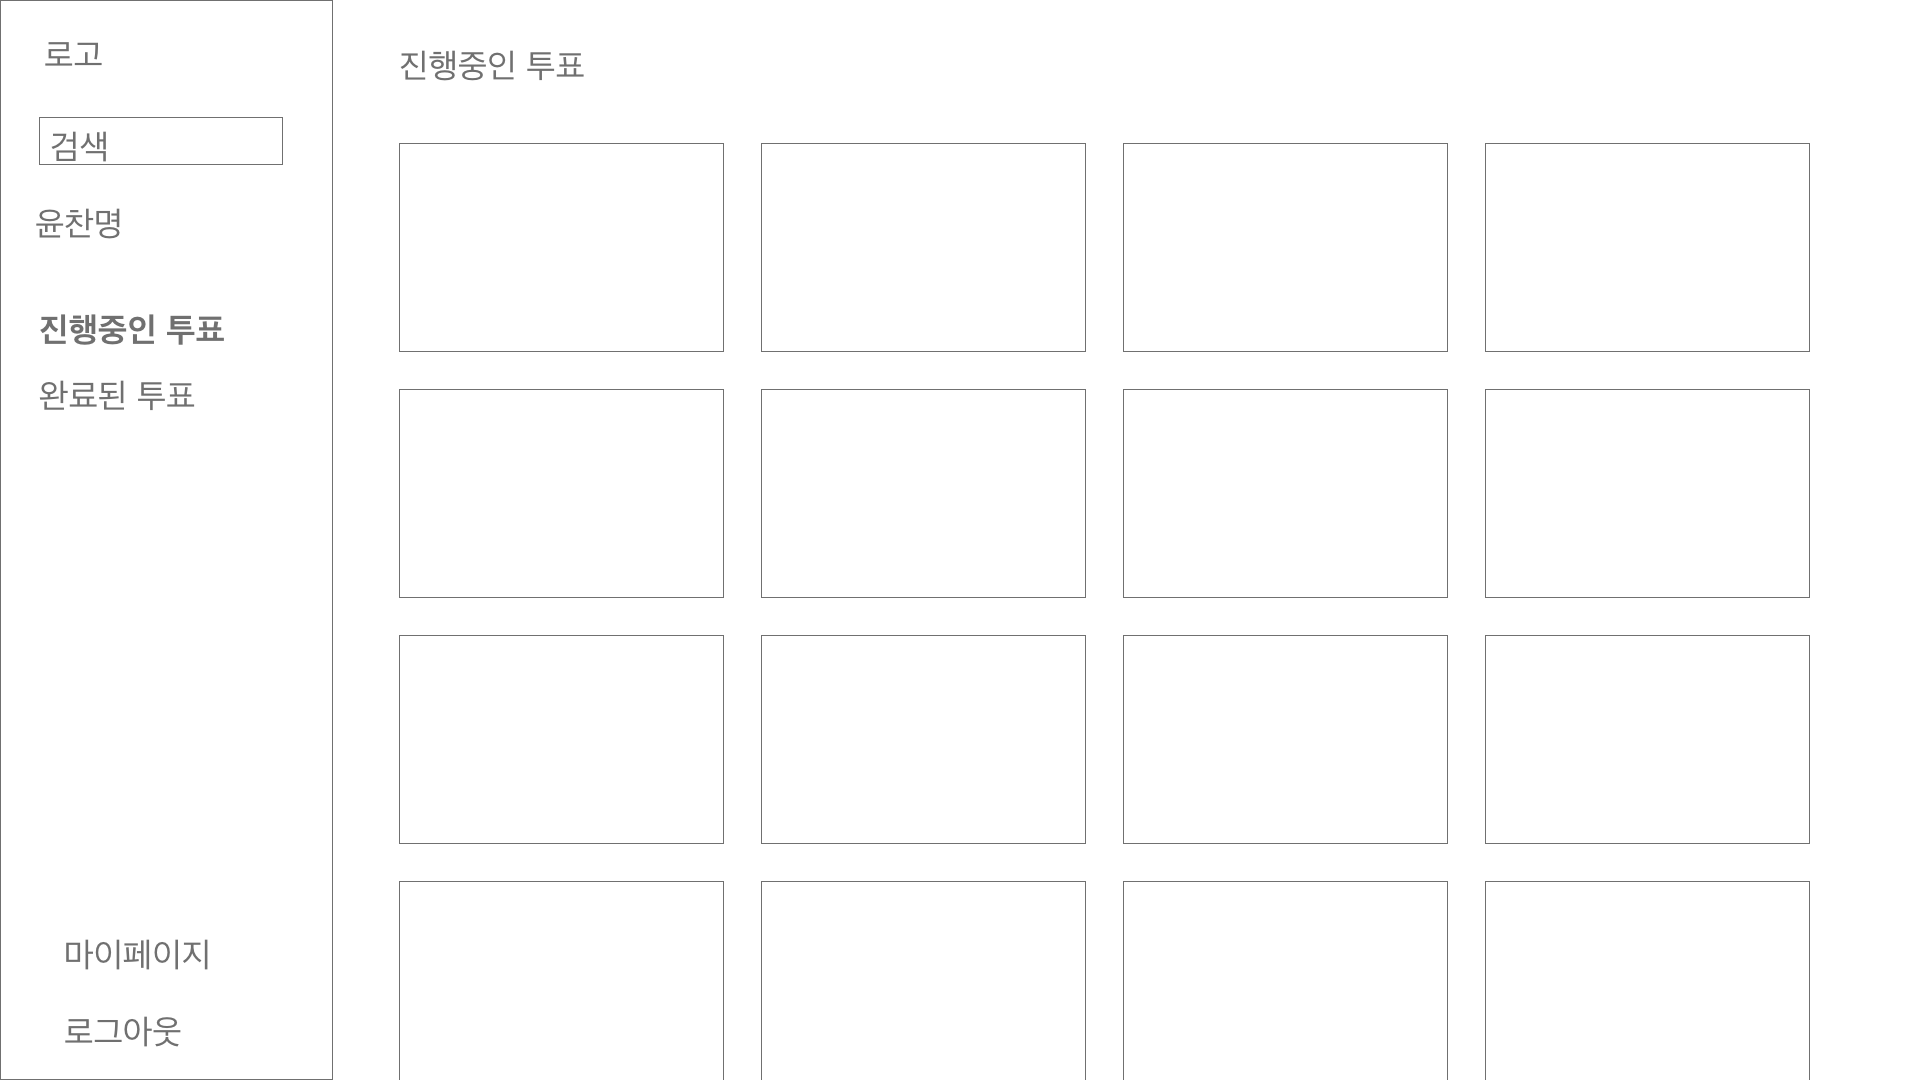 로고
검색
윤찬명
진행중인 투표
완료된 투표
마이페이지
로그아웃
진행중인 투표